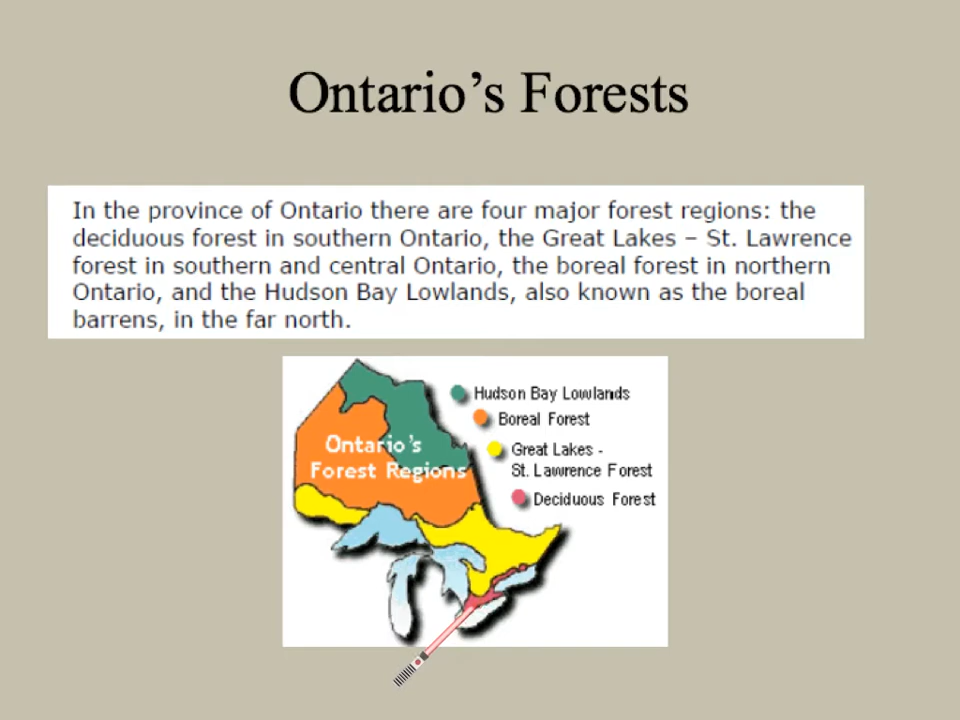 Ontario's Forests
In the province of Ontario there are four major forest regions: the
deciduous forest in southern Ontario, the Great Lakes – St. Lawrence
forest in southern and central Ontario, the boreal forest in northern
Ontario, and the Hudson Bay Lowlands, also known as the boreal
barrens, in the far north.
Ontario's
Forest Regions
Hudson Bay Lowlands
Boreal Forest
Great Lakes -
St. Lawrence Forest
Deciduous Forest